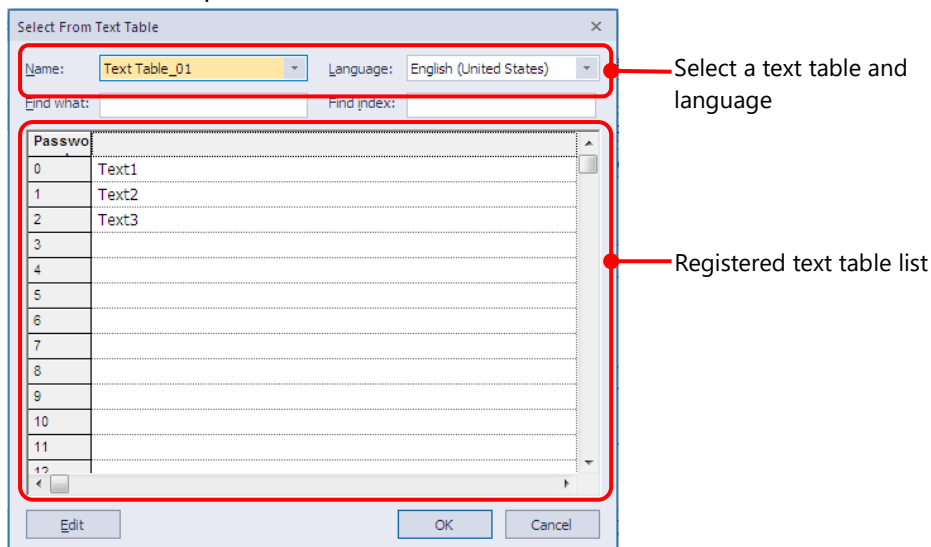 Select From Text Table
Name: Text Table_01 Language: English (United States)
Select a text table and
language
Find what: Find index:
Passwo
0 Text1
1 Text2
2 Text3
3
4
5
6
7
8
9
10
11
12
Registered text table list
Edit OK Cancel